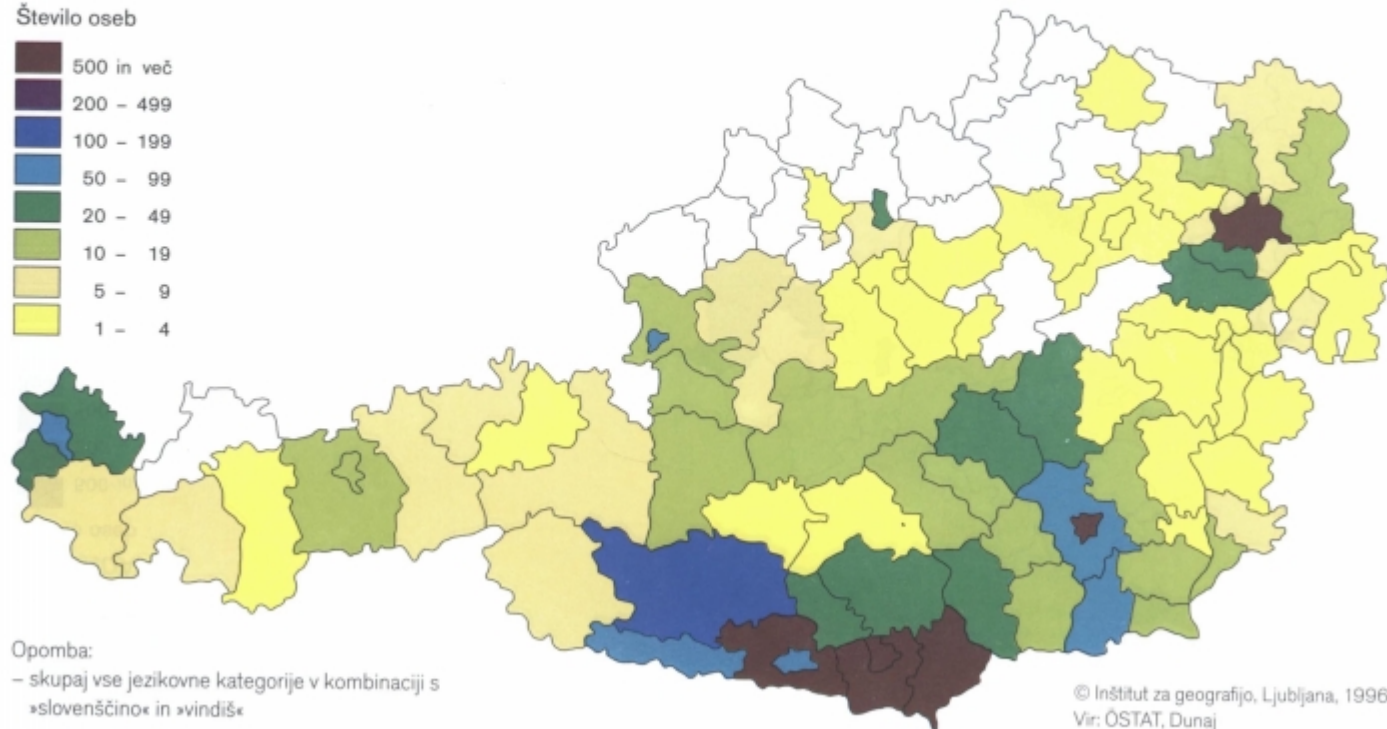 Število oseb
500 in več
200 – 499
100 – 199
50 – 99
20 – 49
10 – 19
5 – 9
1 – 4
Opomba:
– skupaj vse jezikovne kategorije v kombinaciji s
»slovenščino« in »vindiš«
© Inštitut za geografijo, Ljubljana, 1996
Vir: ÖSTAT, Dunaj